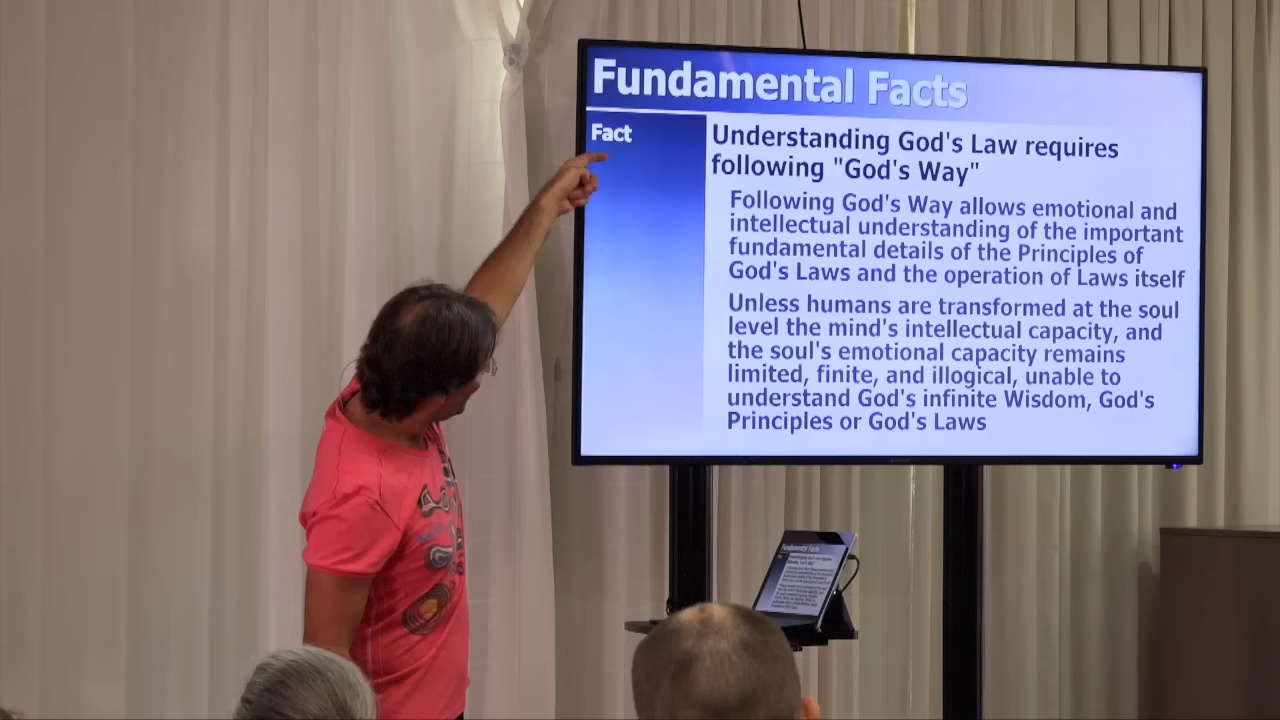 Fundamental Facts
Fact
Understanding God's Law requires
following "God's Way"
Following God's Way allows emotional and
intellectual understanding of the important
fundamental details of the Principles of
God's Laws and the operation of Laws itself
Unless humans are transformed at the soul
level the mind's intellectual capacity, and
the soul's emotional capacity remains
limited, finite, and illogical, unable to
understand God's infinite Wisdom, God's
Principles or God's Laws
Fundamental Facts